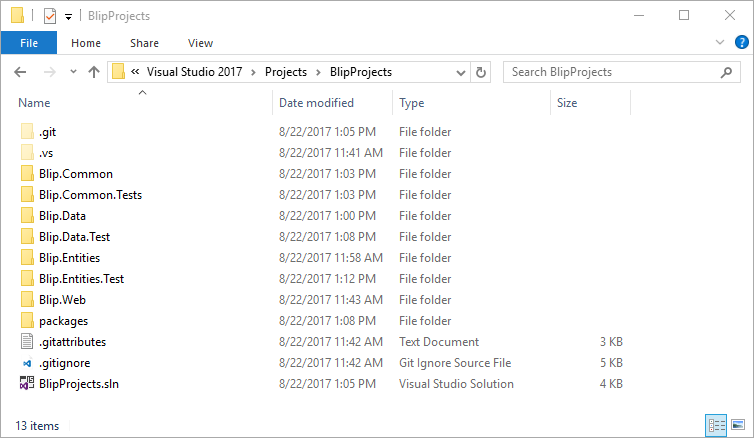 BlipProjects
File Home Share View
« Visual Studio 2017 > Projects > BlipProjects Search BlipProjects
Name Date modified Type Size
.git 8/22/2017 1:05 PM File folder
.vs 8/22/2017 11:41 AM File folder
Blip.Common 8/22/2017 1:03 PM File folder
Blip.Common.Tests 8/22/2017 1:03 PM File folder
Blip.Data 8/22/2017 1:00 PM File folder
Blip.Data.Test 8/22/2017 1:08 PM File folder
Blip.Entities 8/22/2017 11:58 AM File folder
Blip.Entities.Test 8/22/2017 1:12 PM File folder
Blip.Web 8/22/2017 11:43 AM File folder
packages 8/22/2017 1:08 PM File folder
.gitattributes 8/22/2017 11:42 AM Text Document 3 KB
.gitignore 8/22/2017 11:42 AM Git Ignore Source File 5 KB
BlipProjects.sln 8/22/2017 1:05 PM Visual Studio Solution 4 KB
13 items